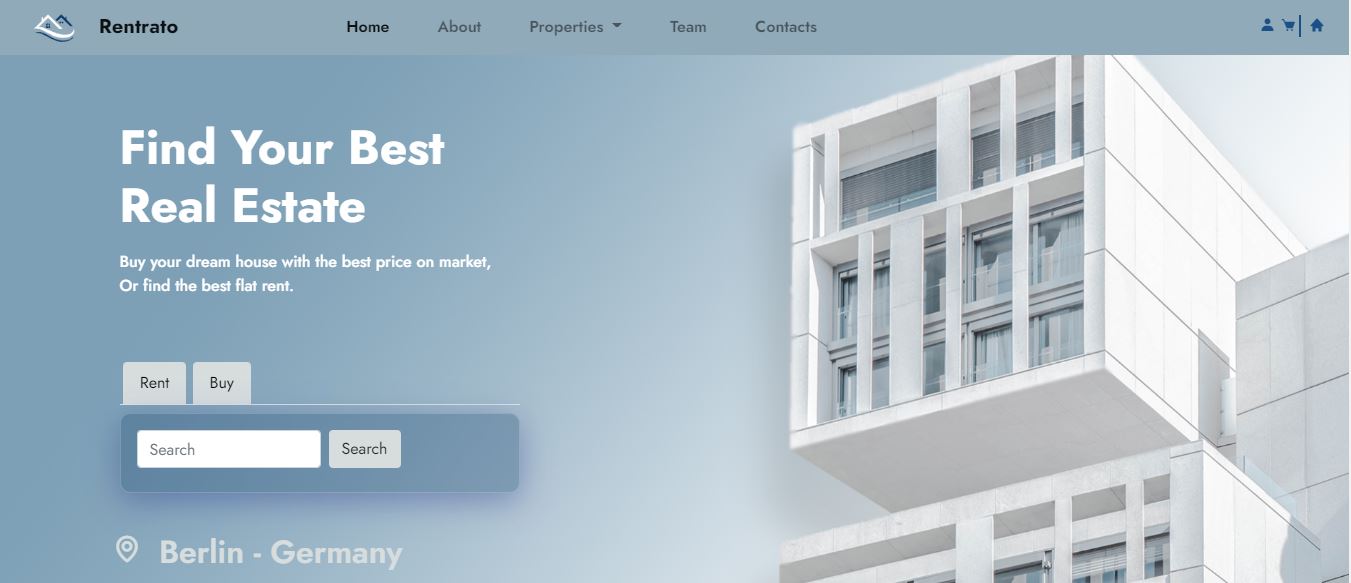 Rentrato
Home About Properties Team Contacts
Find Your Best
Real Estate
Buy your dream house with the best price on market,
Or find the best flat rent.
Rent Buy
Search Search
Berlin - Germany